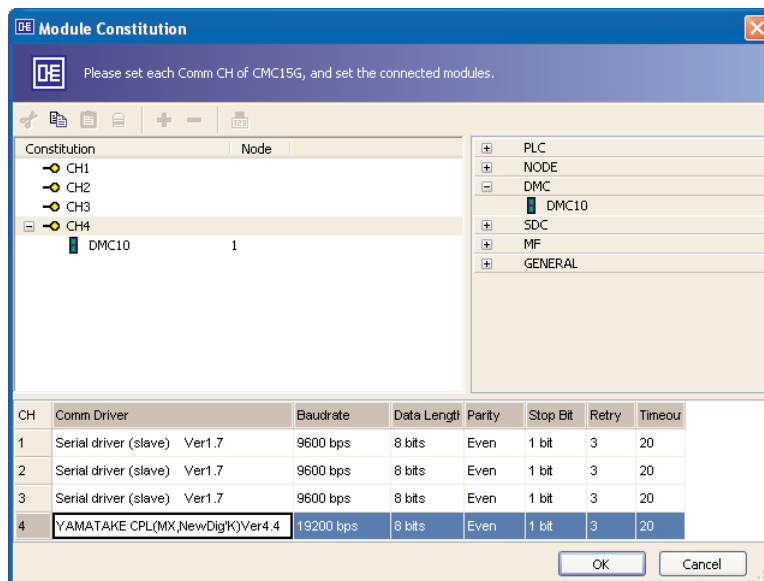 Module Constitution
Please set each Comm CH of CMC15G, and set the connected modules.
Constitution Node
CH1
CH2
CH3
CH4
DMC10 1
PLC
NODE
DMC
DMC10
SDC
MF
GENERAL
CH Comm Driver Baudrate Data Length Parity Stop Bit Retry Timeour
1 Serial driver (slave) Ver1.7 9600 bps 8 bits Even 1 bit 3 20
2 Serial driver (slave) Ver1.7 9600 bps 8 bits Even 1 bit 3 20
3 Serial driver (slave) Ver1.7 9600 bps 8 bits Even 1 bit 3 20
4 YAMATAKE CPL(MX,NewDig'K)Ver4.4 19200 bps 8 bits Even 1 bit 3 20
OK Cancel